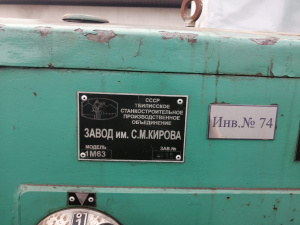 СССР
ТБИЛИССКОЕ
СТАНКОСТРОИТЕЛЬНОЕ
ПРОИЗВОДСТВЕННОЕ
ОБЪЕДИНЕНИЕ
ЗАВОД им. С.М.КИРОВА
МОДЕЛЬ ЗАВ.№
1М63
Инв.№ 74